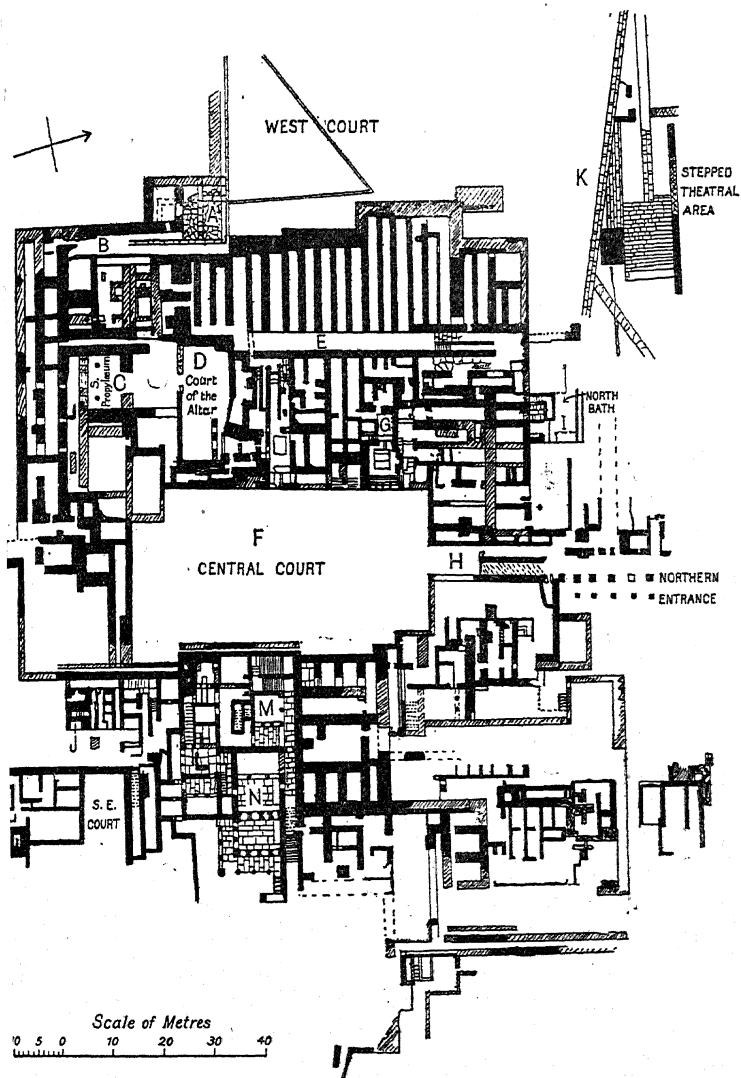 WEST COURT
K
STEPPED
THEATRAL
AREA
A
B
E
D
Court
of the
Altar
C
S.
Propylaeum
G
NORTH
BATH
I
F
CENTRAL COURT
H
NORTHERN
ENTRANCE
M
J
L
N
S. E.
COURT
Scale of Metres
10 5 0 10 20 30 40